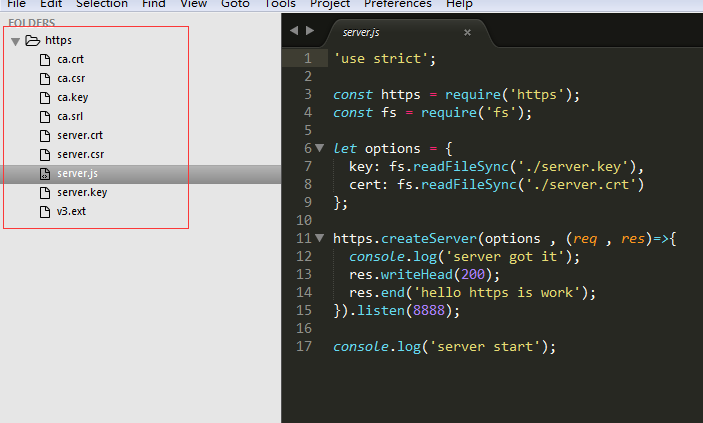 File Edit Selection Find View Goto Tools Project Preferences Help
FOLDERS
https
ca.crt
ca.csr
ca.key
ca.srl
server.crt
server.csr
server.js
server.key
v3.ext
server.js ×
1 'use strict';
2
3 const https = require('https');
4 const fs = require('fs');
5
6 let options = {
7 key: fs.readFileSync('./server.key'),
8 cert: fs.readFileSync('./server.crt')
9 };
10
11 https.createServer(options , (req , res)=>{
12 console.log('server got it');
13 res.writeHead(200);
14 res.end('hello https is work');
15 }).listen(8888);
16
17 console.log('server start');